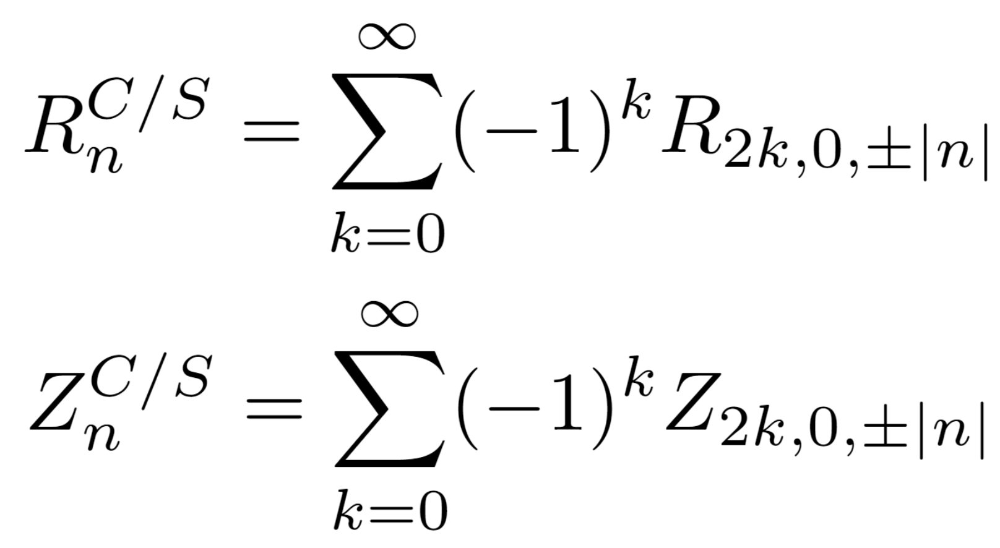 R_n^{C/S} = \sum_{k=0}^{\infty} (-1)^k R_{2k,0,\pm|n|}
Z_n^{C/S} = \sum_{k=0}^{\infty} (-1)^k Z_{2k,0,\pm|n|}